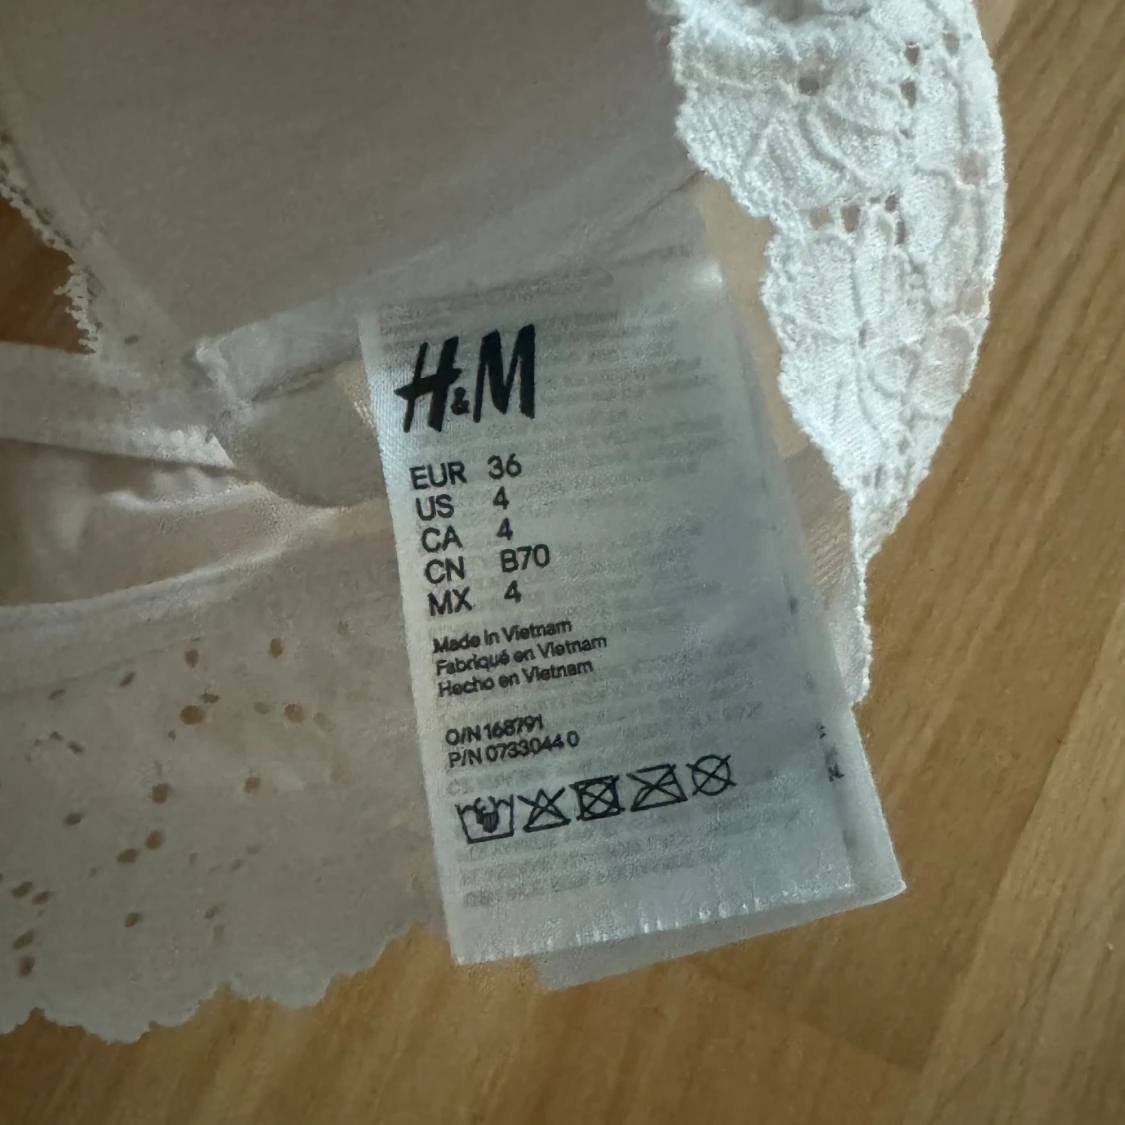 H&M
EUR 36
US 4
CA 4
CN B70
MX 4
Made in Vietnam
Fabriqué en Vietnam
Hecho en Vietnam
O/N 168791
P/N 0733044 0